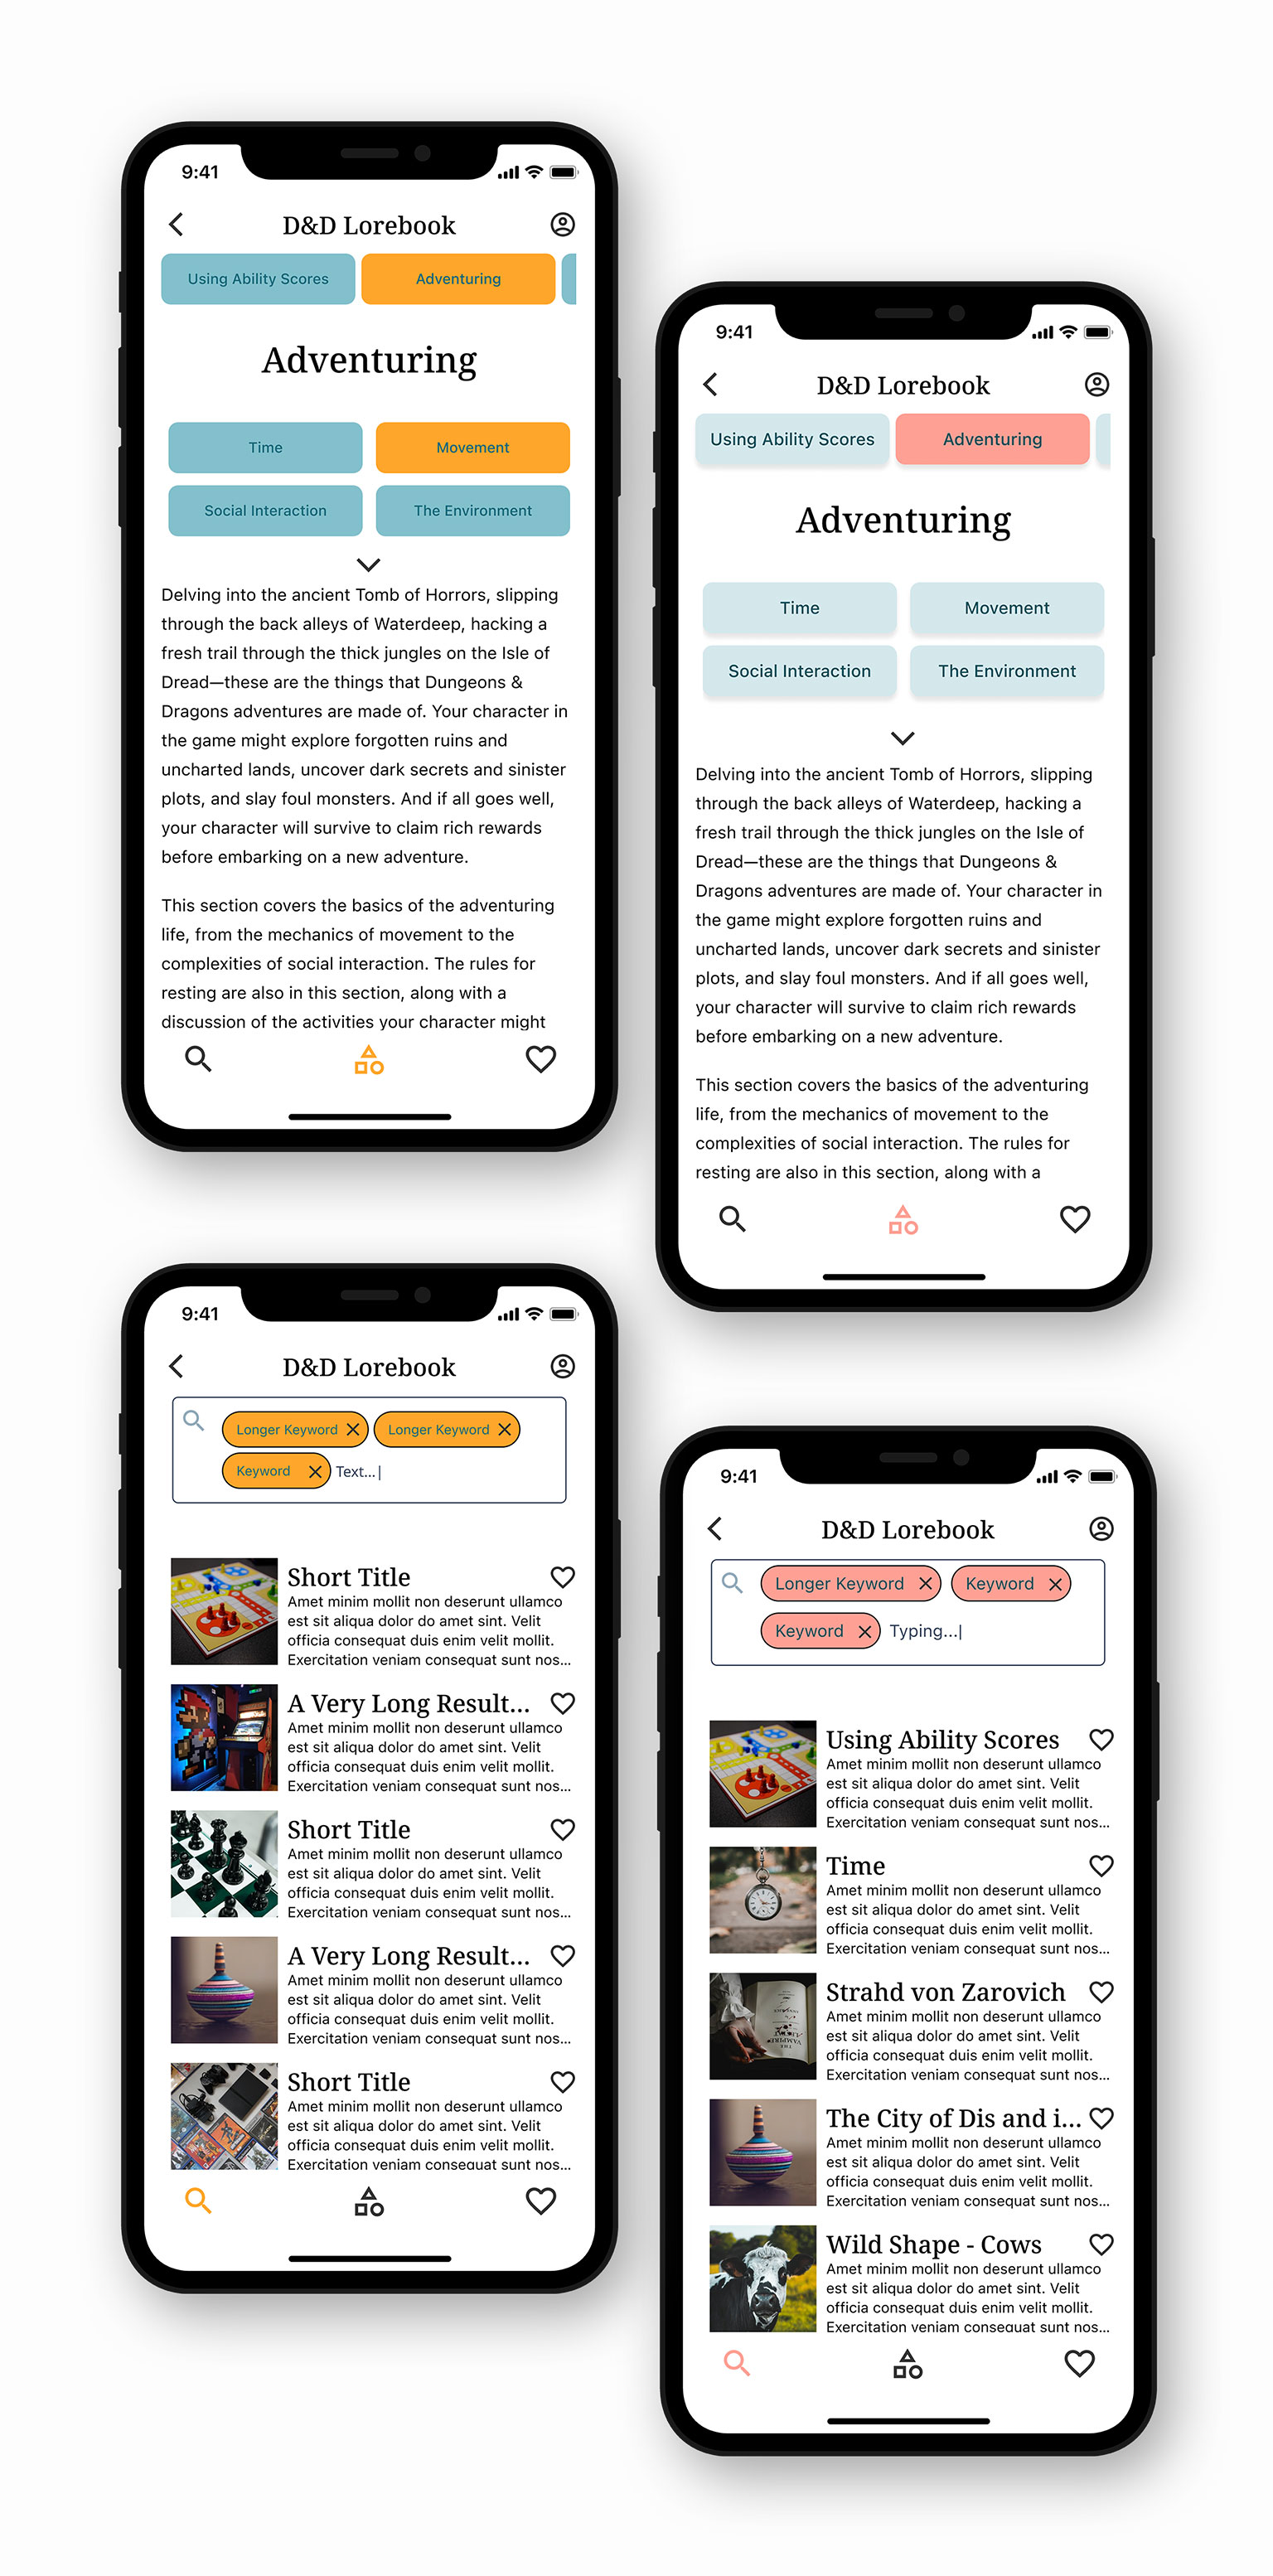 9:41
D&D Lorebook
Using Ability Scores
Adventuring
Adventuring
Time
Movement
Social Interaction
The Environment
Delving into the ancient Tomb of Horrors, slipping
through the back alleys of Waterdeep, hacking a
fresh trail through the thick jungles on the Isle of
Dread—these are the things that Dungeons &
Dragons adventures are made of. Your character in
the game might explore forgotten ruins and
uncharted lands, uncover dark secrets and sinister
plots, and slay foul monsters. And if all goes well,
your character will survive to claim rich rewards
before embarking on a new adventure.
This section covers the basics of the adventuring
life, from the mechanics of movement to the
complexities of social interaction. The rules for
resting are also in this section, along with a
discussion of the activities your character might
9:41
D&D Lorebook
Using Ability Scores
Adventuring
Adventuring
Time
Movement
Social Interaction
The Environment
Delving into the ancient Tomb of Horrors, slipping
through the back alleys of Waterdeep, hacking a
fresh trail through the thick jungles on the Isle of
Dread—these are the things that Dungeons &
Dragons adventures are made of. Your character in
the game might explore forgotten ruins and
uncharted lands, uncover dark secrets and sinister
plots, and slay foul monsters. And if all goes well,
your character will survive to claim rich rewards
before embarking on a new adventure.
This section covers the basics of the adventuring
life, from the mechanics of movement to the
complexities of social interaction. The rules for
resting are also in this section, along with a
9:41
D&D Lorebook
Longer Keyword
Longer Keyword
Keyword
Text...|
Short Title
Amet minim mollit non deserunt ullamco
est sit aliqua dolor do amet sint. Velit
officia consequat duis enim velit mollit.
Exercitation veniam consequat sunt nos...
A Very Long Result...
Amet minim mollit non deserunt ullamco
est sit aliqua dolor do amet sint. Velit
officia consequat duis enim velit mollit.
Exercitation veniam consequat sunt nos...
Short Title
Amet minim mollit non deserunt ullamco
est sit aliqua dolor do amet sint. Velit
officia consequat duis enim velit mollit.
Exercitation veniam consequat sunt nos...
A Very Long Result...
Amet minim mollit non deserunt ullamco
est sit aliqua dolor do amet sint. Velit
officia consequat duis enim velit mollit.
Exercitation veniam consequat sunt nos...
Short Title
Amet minim mollit non deserunt ullamco
est sit aliqua dolor do amet sint. Velit
officia consequat duis enim velit mollit.
Exercitation veniam consequat sunt nos...
9:41
D&D Lorebook
Longer Keyword
Keyword
Keyword
Typing...|
Using Ability Scores
Amet minim mollit non deserunt ullamco
est sit aliqua dolor do amet sint. Velit
officia consequat duis enim velit mollit.
Exercitation veniam consequat sunt nos...
Time
Amet minim mollit non deserunt ullamco
est sit aliqua dolor do amet sint. Velit
officia consequat duis enim velit mollit.
Exercitation veniam consequat sunt nos...
Strahd von Zarovich
Amet minim mollit non deserunt ullamco
est sit aliqua dolor do amet sint. Velit
officia consequat duis enim velit mollit.
Exercitation veniam consequat sunt nos...
The City of Dis and i...
Amet minim mollit non deserunt ullamco
est sit aliqua dolor do amet sint. Velit
officia consequat duis enim velit mollit.
Exercitation veniam consequat sunt nos...
Wild Shape - Cows
Amet minim mollit non deserunt ullamco
est sit aliqua dolor do amet sint. Velit
officia consequat duis enim velit mollit.
Exercitation veniam consequat sunt nos...